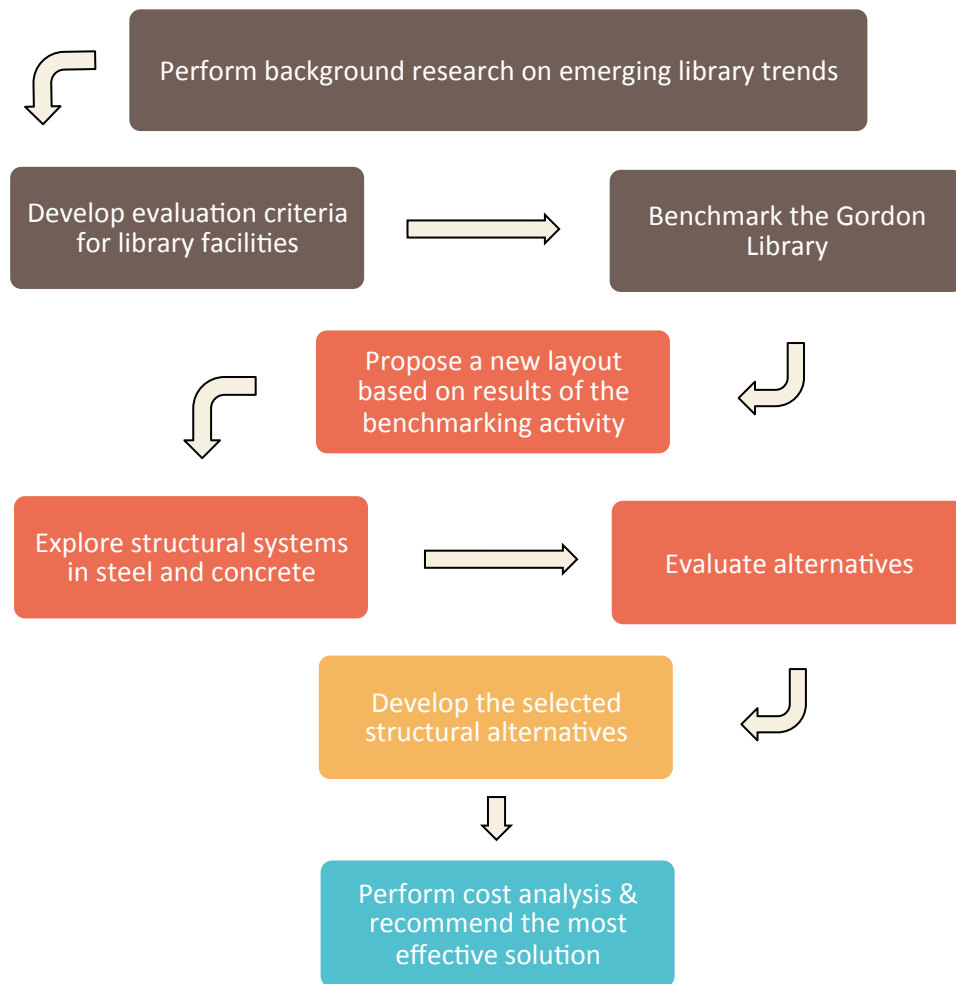 Perform background research on emerging library trends
Develop evaluation criteria
for library facilities
Benchmark the Gordon
Library
Propose a new layout
based on results of the
benchmarking activity
Explore structural systems
in steel and concrete
Evaluate alternatives
Develop the selected
structural alternatives
Perform cost analysis &
recommend the most
effective solution